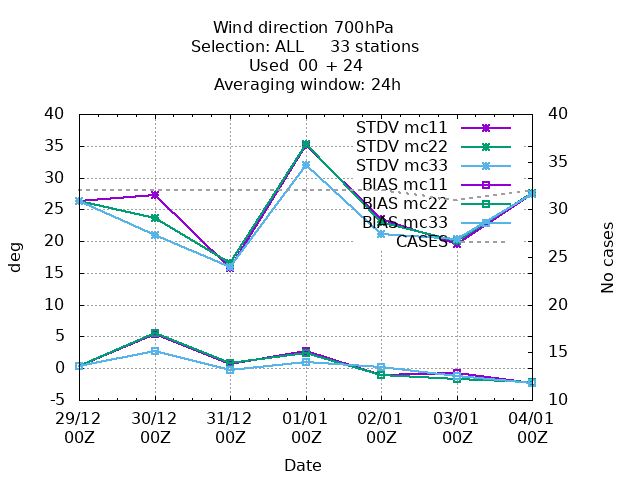 Wind direction 700hPa
Selection: ALL 33 stations
Used 00 + 24
Averaging window: 24h
STDV mc11
STDV mc22
STDV mc33
BIAS mc11
BIAS mc22
BIAS mc33
CASES
40
35
30
25
20
15
10
5
0
-5
deg
40
35
30
25
20
15
10
No cases
29/12 30/12 31/12 01/01 02/01 03/01 04/01
00Z 00Z 00Z 00Z 00Z 00Z 00Z
Date